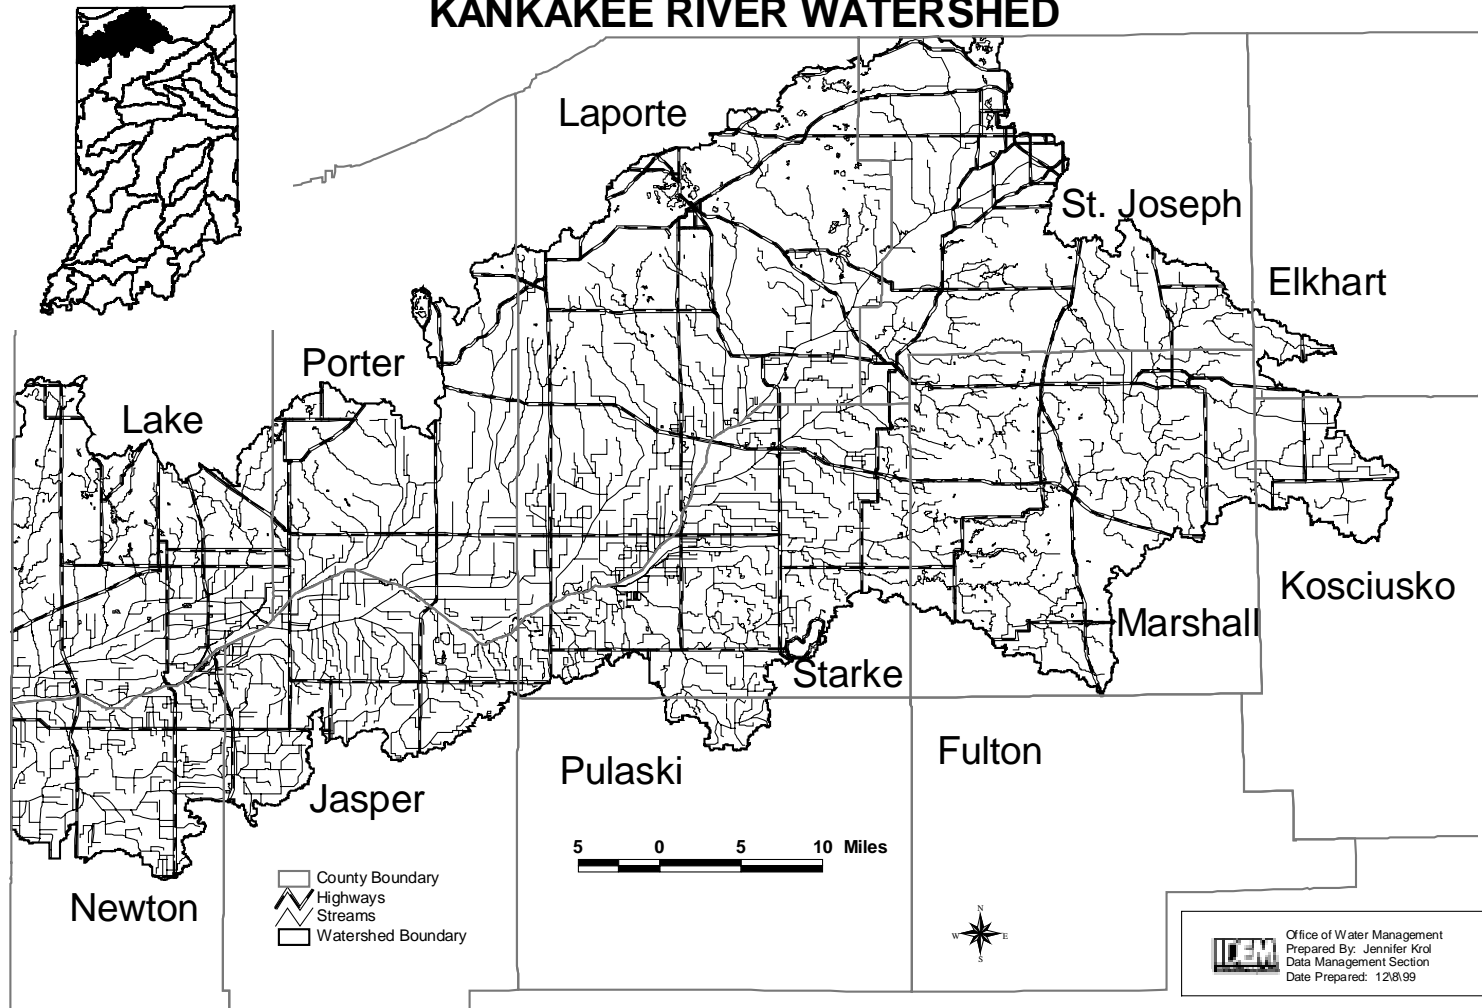 KANKAKEE RIVER WATERSHED
Laporte
St. Joseph
Elkhart
Porter
Lake
Kosciusko
Marshall
Starke
Fulton
Pulaski
Jasper
Newton
5 0 5 10 Miles
County Boundary
Highways
Streams
Watershed Boundary
N
W E
S
IDEM
Office of Water Management
Prepared By: Jennifer Krol
Data Management Section
Date Prepared: 12\8\99